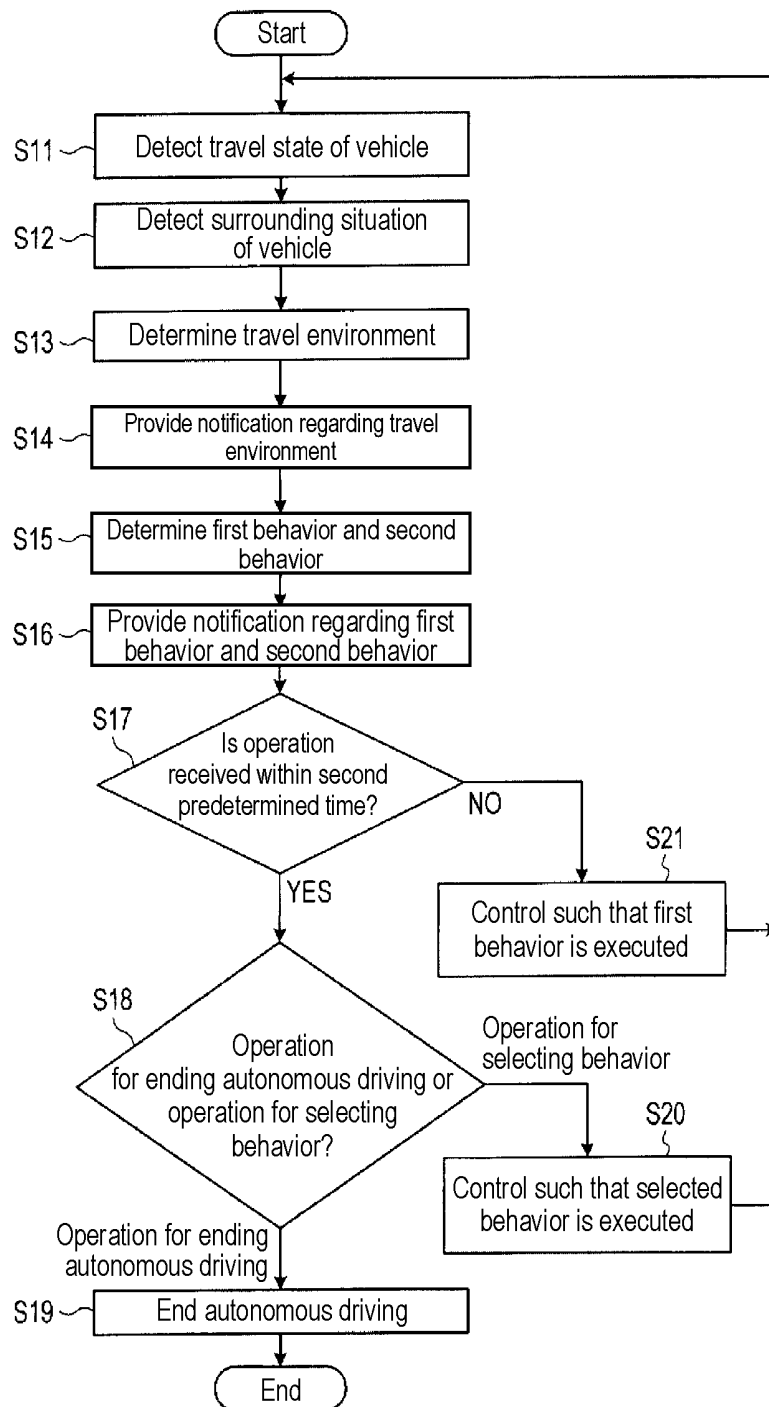 Start
S11
Detect travel state of vehicle
S12
Detect surrounding situation
of vehicle
S13
Determine travel environment
S14
Provide notification regarding travel
environment
S15
Determine first behavior and second
behavior
S16
Provide notification regarding first
behavior and second behavior
S17
Is operation
received within second
predetermined time?
NO
YES
S21
Control such that first
behavior is executed
S18
Operation
for ending autonomous driving or
operation for selecting
behavior?
Operation for
selecting behavior
S20
Control such that selected
behavior is executed
Operation for ending
autonomous driving
S19
End autonomous driving
End